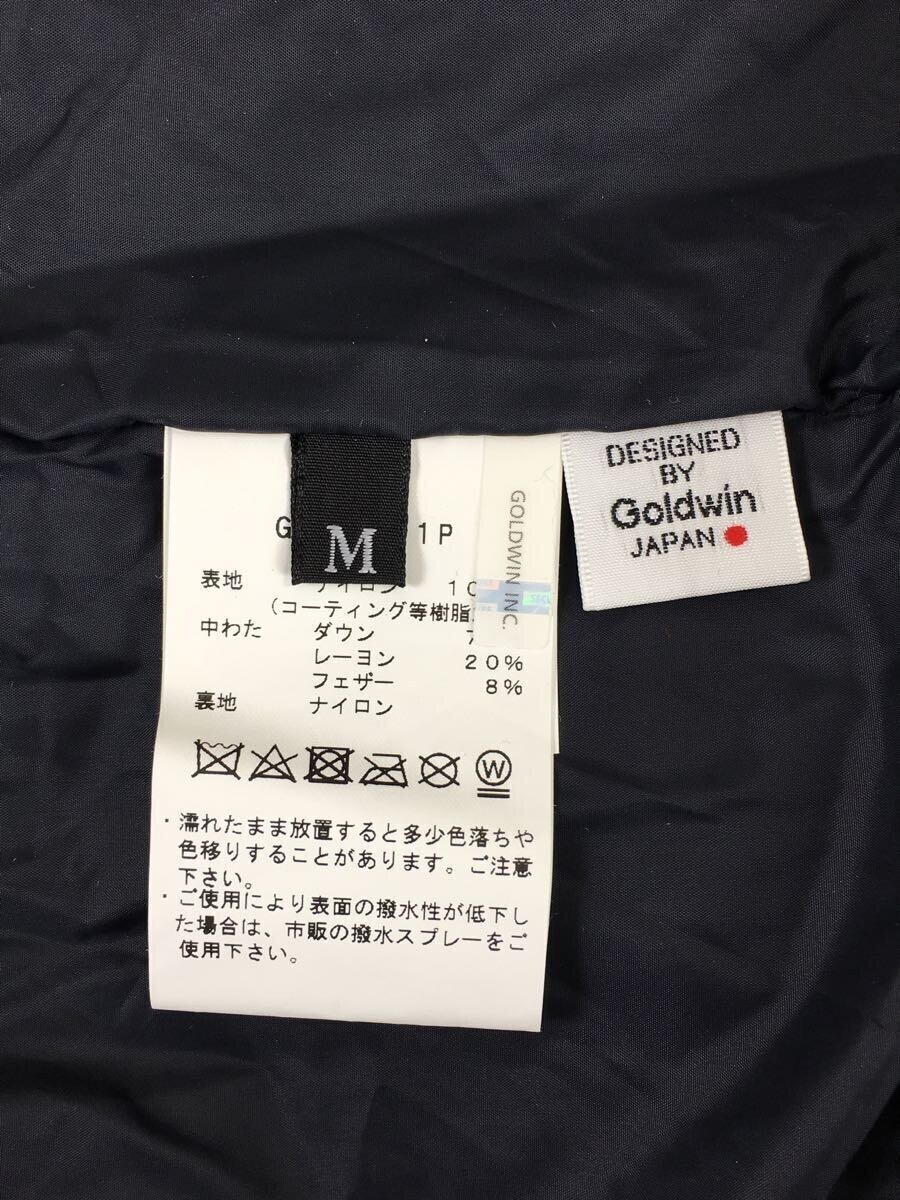 M
1P
表地 ナイロン
(コーティング等樹脂
中わた ダウン
レーヨン 20%
フェザー 8%
裏地 ナイロン
W
・濡れたまま放置すると多少色落ちや
色移りすることがあります。ご注意
下さい。
・ご使用により表面の撥水性が低下し
た場合は、市販の撥水スプレーをご
使用下さい。
GOLDWIN INC.
DESIGNED
BY
Goldwin
JAPAN